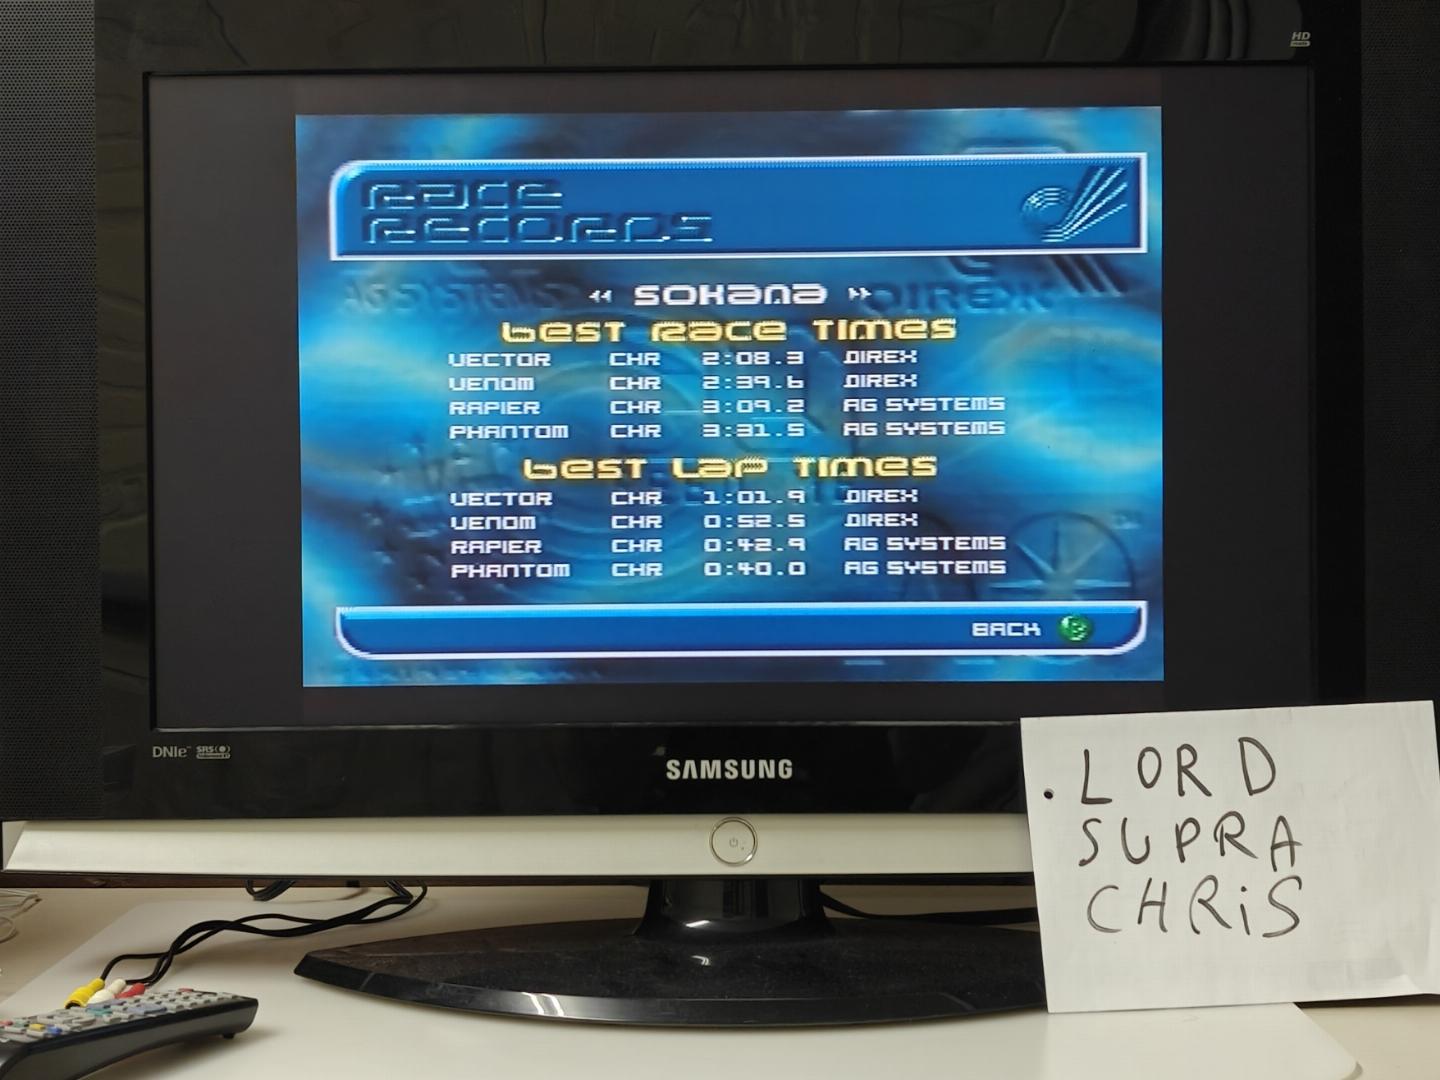 HD
RACE
RECORDS
SOKANA
BEST RACE TIMES
VECTOR CHR 2:08.3 DIREX
VENOM CHR 2:39.6 DIREX
RAPIER CHR 3:09.2 AG SYSTEMS
PHANTOM CHR 3:31.5 AG SYSTEMS
BEST LAP TIMES
VECTOR CHR 1:01.9 DIREX
VENOM CHR 0:52.5 DIREX
RAPIER CHR 0:42.9 AG SYSTEMS
PHANTOM CHR 0:40.0 AG SYSTEMS
BACK B
DNIe™ SRS
SAMSUNG
LORD
SUPRA
CHRiS